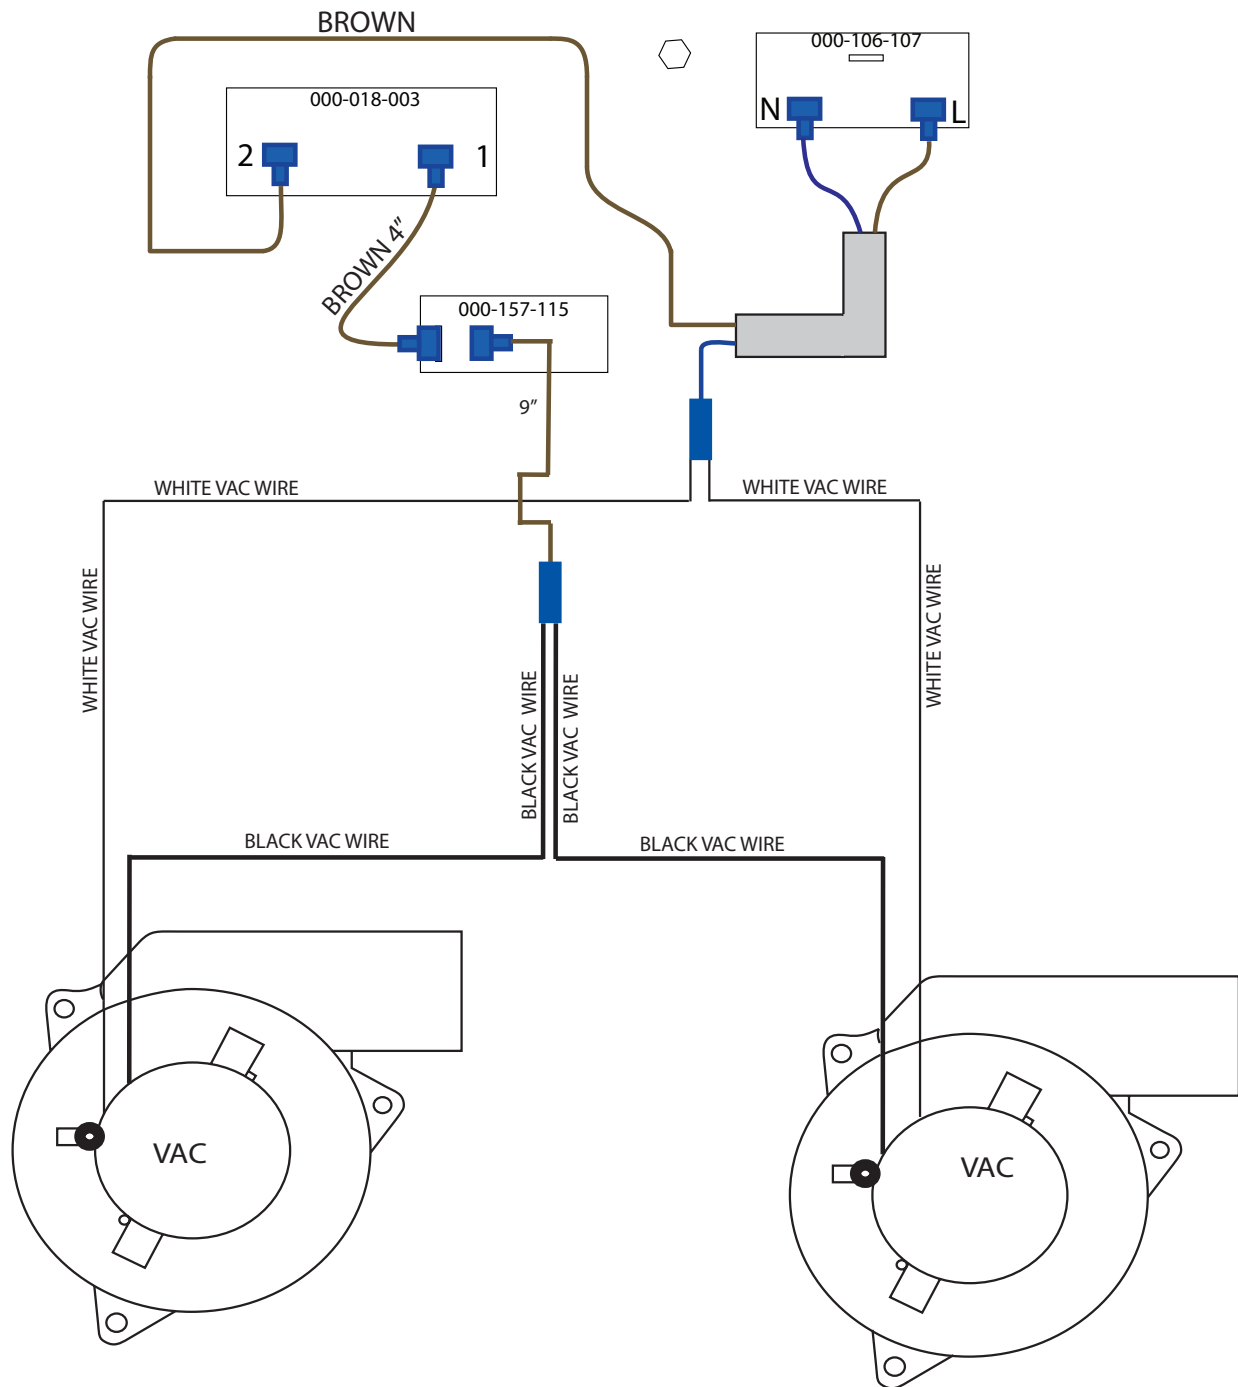 BROWN
000-106-107
000-018-003
N
L
2
1
BROWN 4”
000-157-115
9”
WHITE VAC WIRE
WHITE VAC WIRE
WHITE VAC WIRE
WHITE VAC WIRE
BLACK VAC WIRE
BLACK VAC WIRE
BLACK VAC WIRE
BLACK VAC WIRE
VAC
VAC